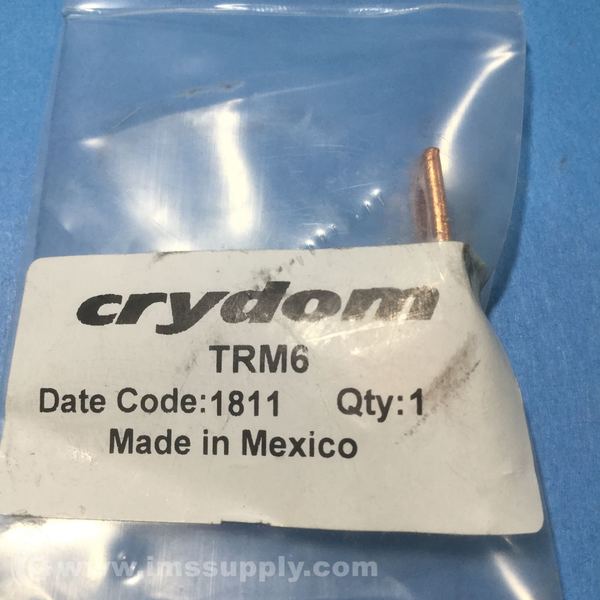 crydom
TRM6
Date Code:1811 Qty:1
Made in Mexico
© www.imssupply.com